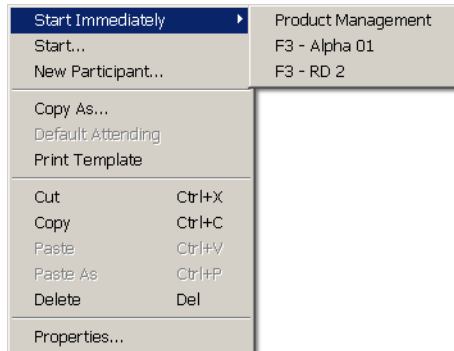 Start Immediately
Product Management
Start...
F3 - Alpha 01
New Participant...
F3 - RD 2
Copy As...
Default Attending
Print Template
Cut Ctrl+X
Copy Ctrl+C
Paste Ctrl+V
Paste As Ctrl+P
Delete Del
Properties...